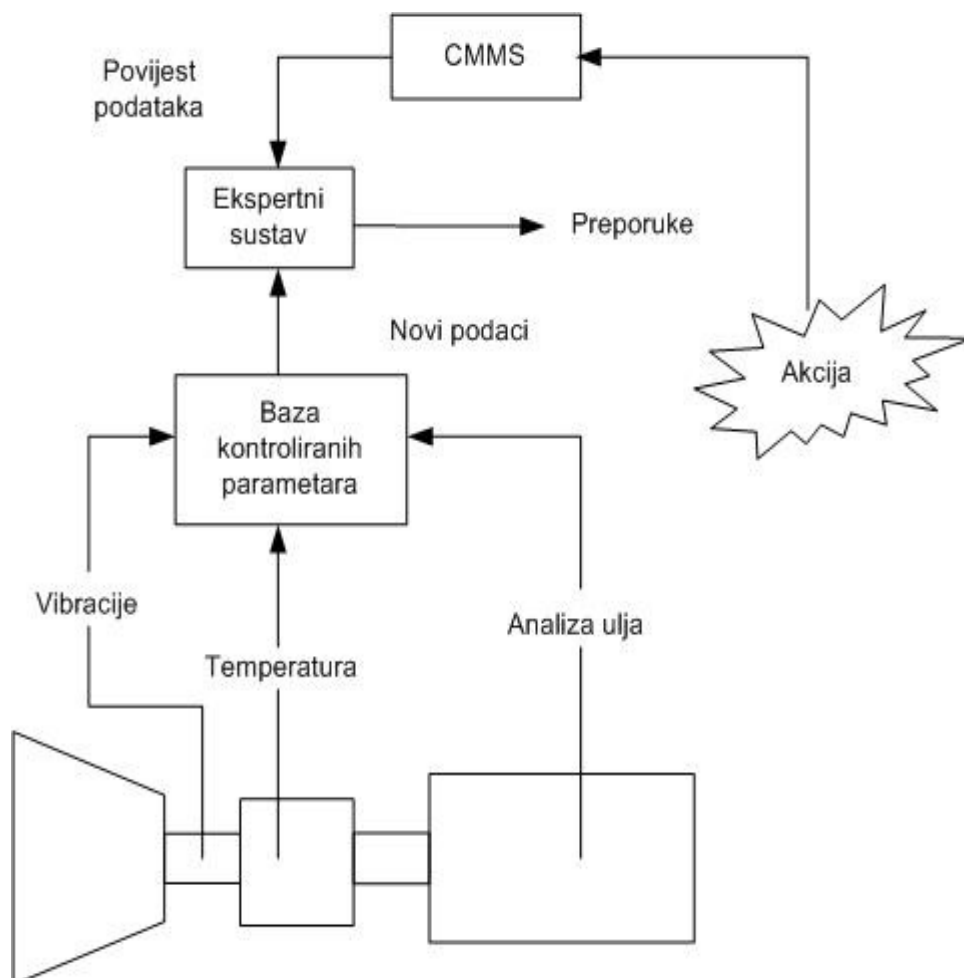 CMMS
Povijest
podataka
Ekspertni
sustav
Preporuke
Novi podaci
Akcija
Baza
kontroliranih
parametara
Vibracije
Analiza ulja
Temperatura